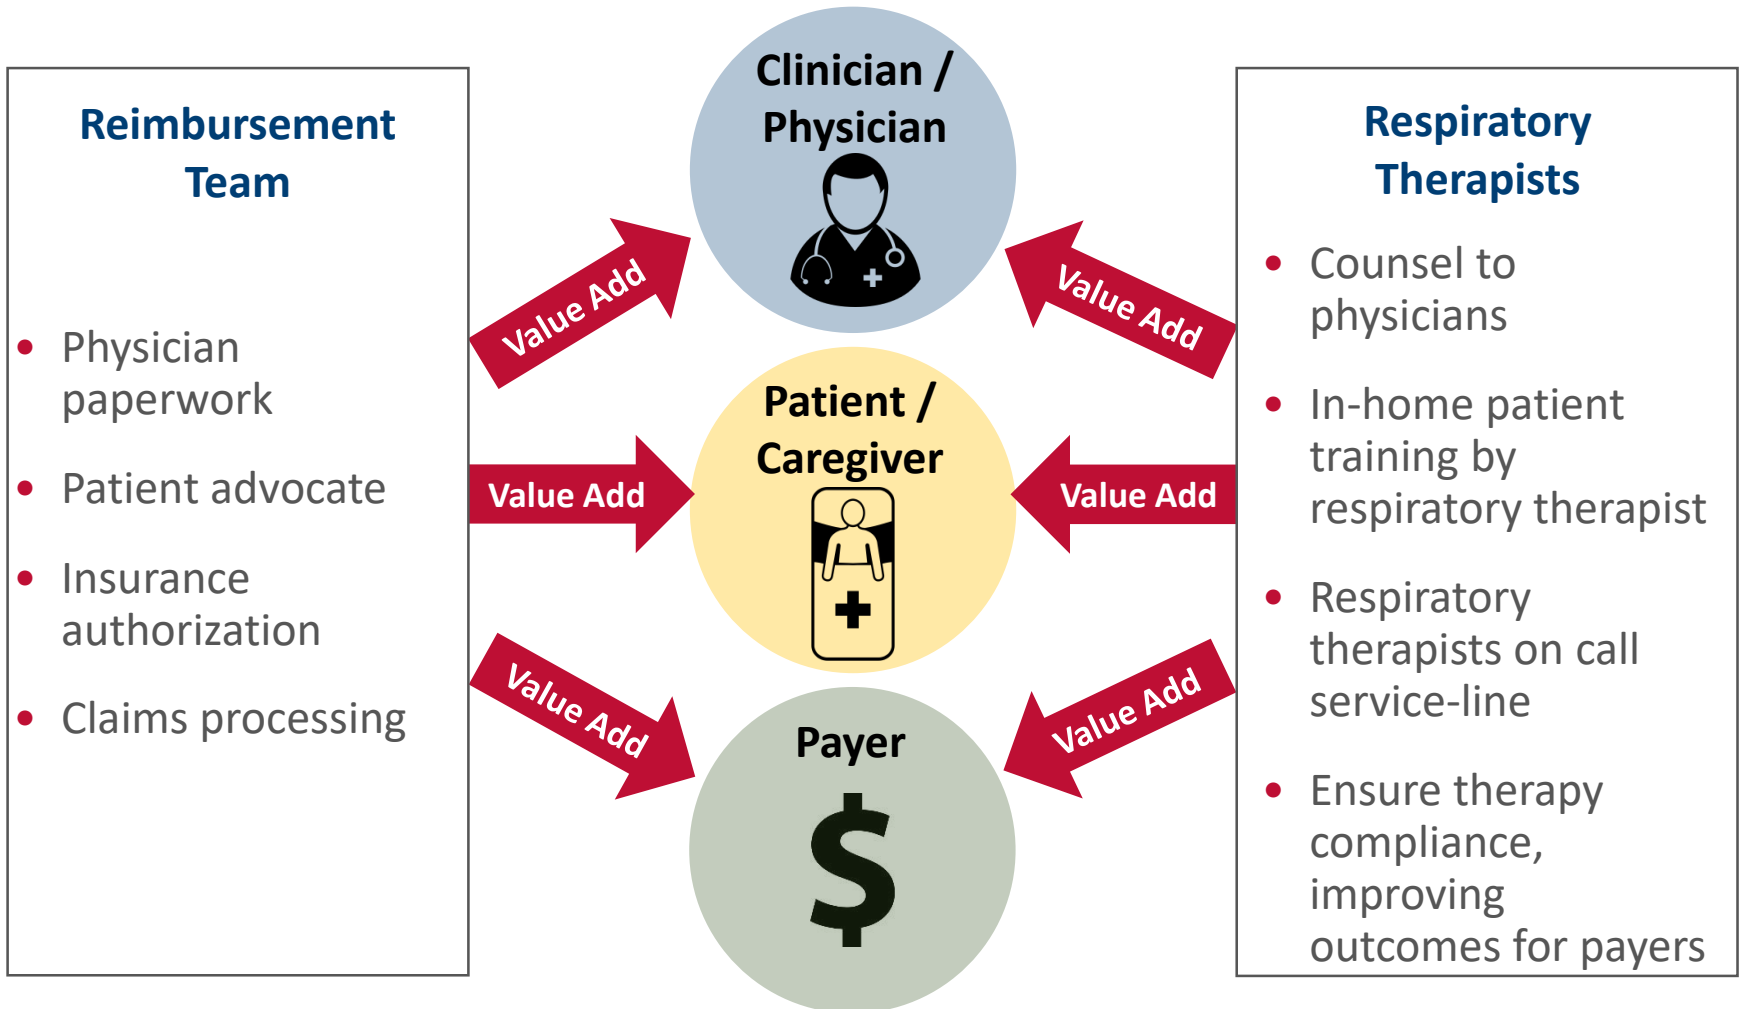 Reimbursement
Team
• Physician
paperwork
• Patient advocate
• Insurance
authorization
• Claims processing
Value Add
Value Add
Value Add
Clinician /
Physician
Patient /
Caregiver
Payer
$
Value Add
Value Add
Value Add
Respiratory
Therapists
• Counsel to
physicians
• In-home patient
training by
respiratory therapist
• Respiratory
therapists on call
service-line
• Ensure therapy
compliance,
improving
outcomes for payers